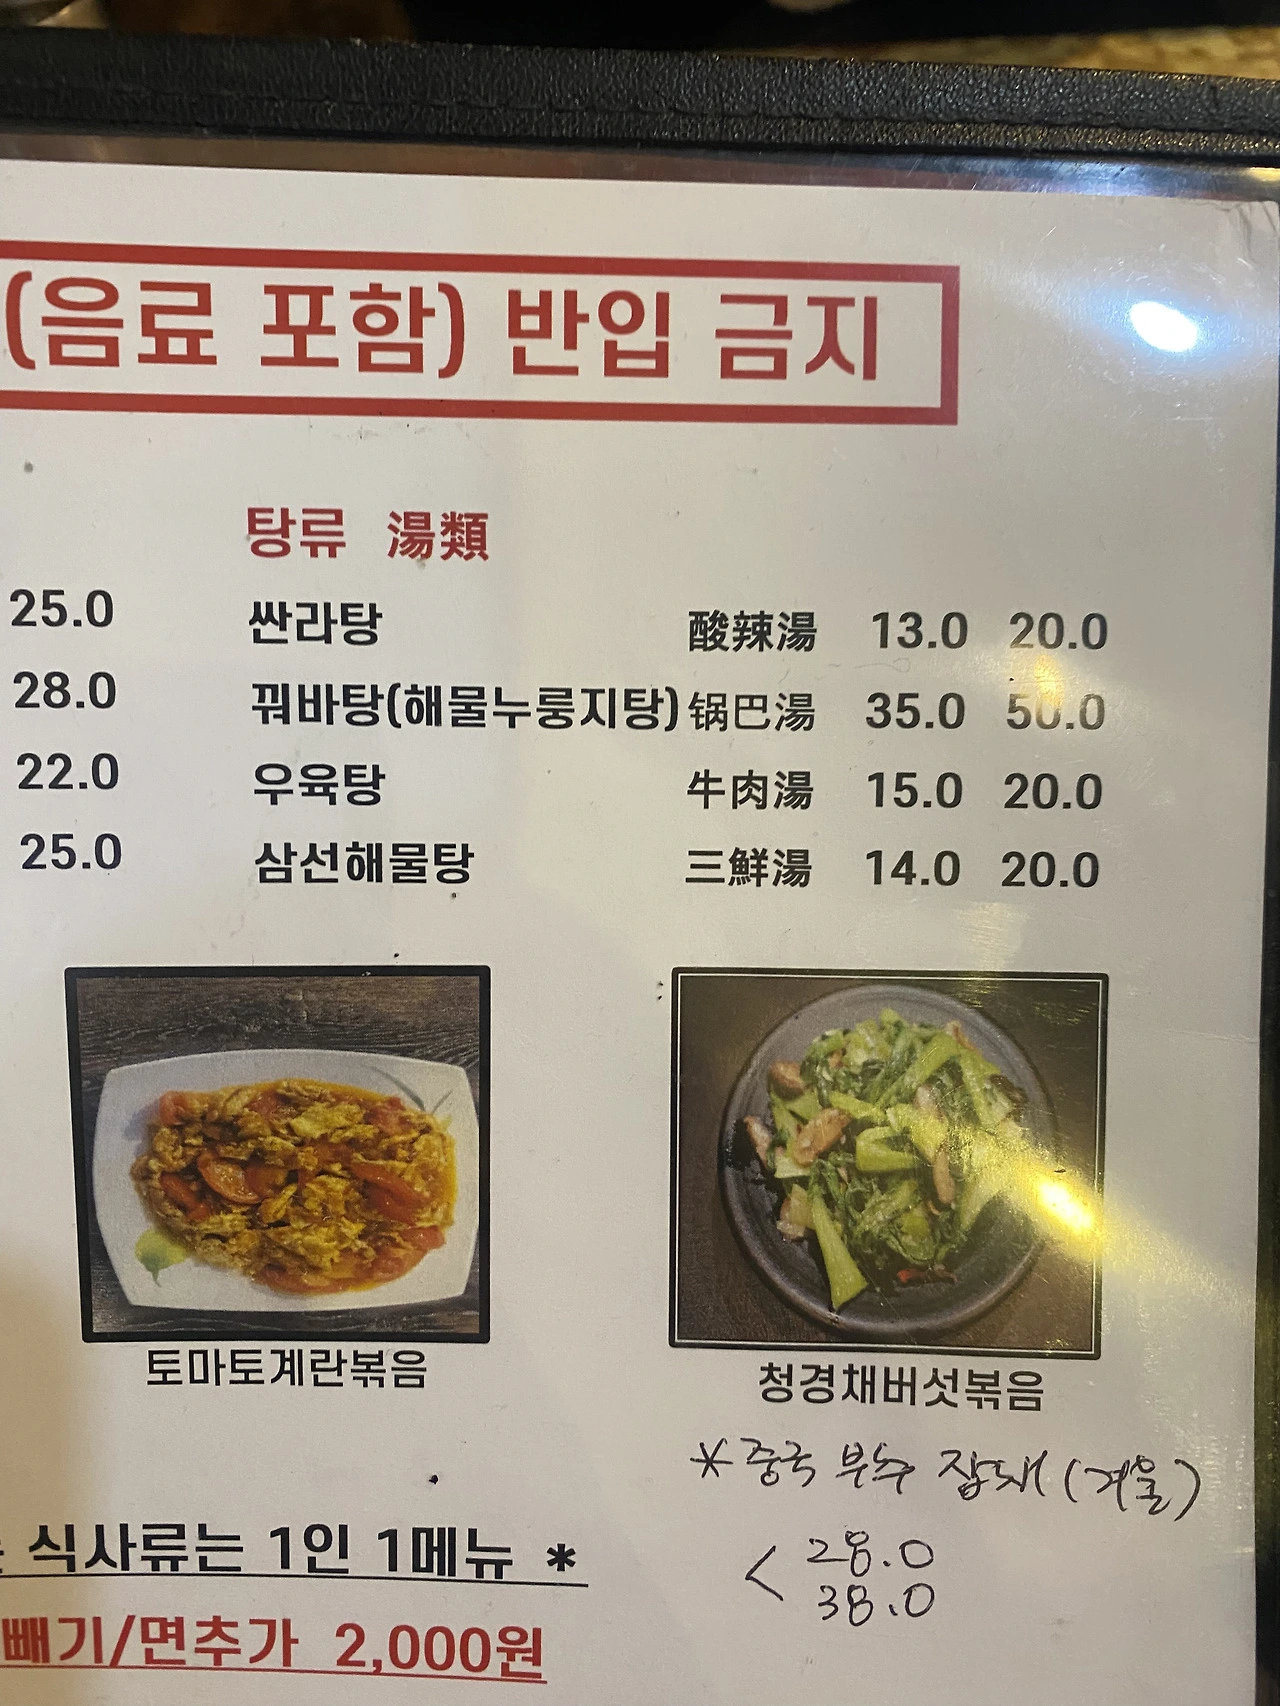 (음료 포함) 반입 금지
탕류 湯類
25.0 싼라탕 酸辣湯 13.0 20.0
28.0 꿔바탕(해물누룽지탕) 锅巴湯 35.0 50.0
22.0 우육탕 牛肉湯 15.0 20.0
25.0 삼선해물탕 三鮮湯 14.0 20.0
토마토계란볶음 청경채버섯볶음
* 중국 부추 잡채 (겨울)
< 28.0
38.0
식사류는 1인 1메뉴 *
빼기/면추가 2,000원